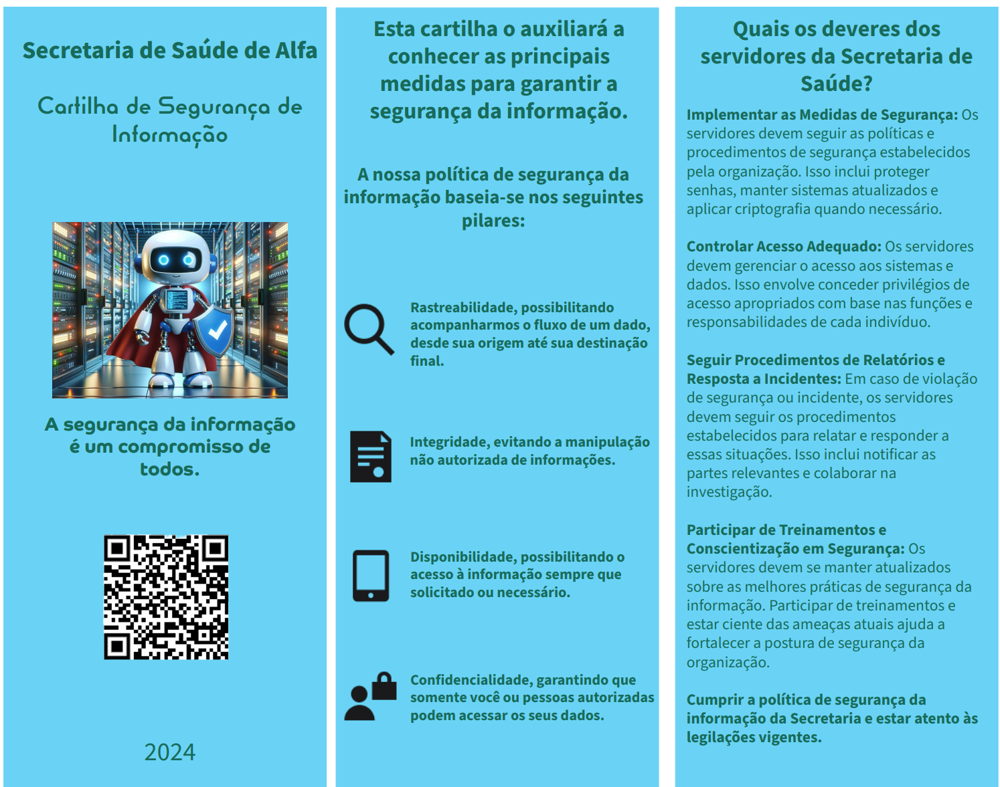 Secretaria de Saúde de Alfa
Cartilha de Segurança de
Informação
A segurança da informação
é um compromisso de
todos.
2024
Esta cartilha o auxiliará a
conhecer as principais
medidas para garantir a
segurança da informação.
A nossa política de segurança da
informação baseia-se nos seguintes
pilares:
Rastreabilidade, possibilitando
acompanharmos o fluxo de um dado,
desde sua origem até sua destinação
final.
Integridade, evitando a manipulação
não autorizada de informações.
Disponibilidade, possibilitando o
acesso à informação sempre que
solicitado ou necessário.
Confidencialidade, garantindo que
somente você ou pessoas autorizadas
podem acessar os seus dados.
Quais os deveres dos
servidores da Secretaria de
Saúde?
Implementar as Medidas de Segurança: Os
servidores devem seguir as políticas e
procedimentos de segurança estabelecidos
pela organização. Isso inclui proteger
senhas, manter sistemas atualizados e
aplicar criptografia quando necessário.
Controlar Acesso Adequado: Os servidores
devem gerenciar o acesso aos sistemas e
dados. Isso envolve conceder privilégios de
acesso apropriados com base nas funções e
responsabilidades de cada indivíduo.
Seguir Procedimentos de Relatórios e
Resposta a Incidentes: Em caso de violação
de segurança ou incidente, os servidores
devem seguir os procedimentos
estabelecidos para relatar e responder a
essas situações. Isso inclui notificar as
partes relevantes e colaborar na
investigação.
Participar de Treinamentos e
Conscientização em Segurança: Os
servidores devem se manter atualizados
sobre as melhores práticas de segurança da
informação. Participar de treinamentos e
estar ciente das ameaças atuais ajuda a
fortalecer a postura de segurança da
organização.
Cumprir a política de segurança da
informação da Secretaria e estar atento às
legilações vigentes.